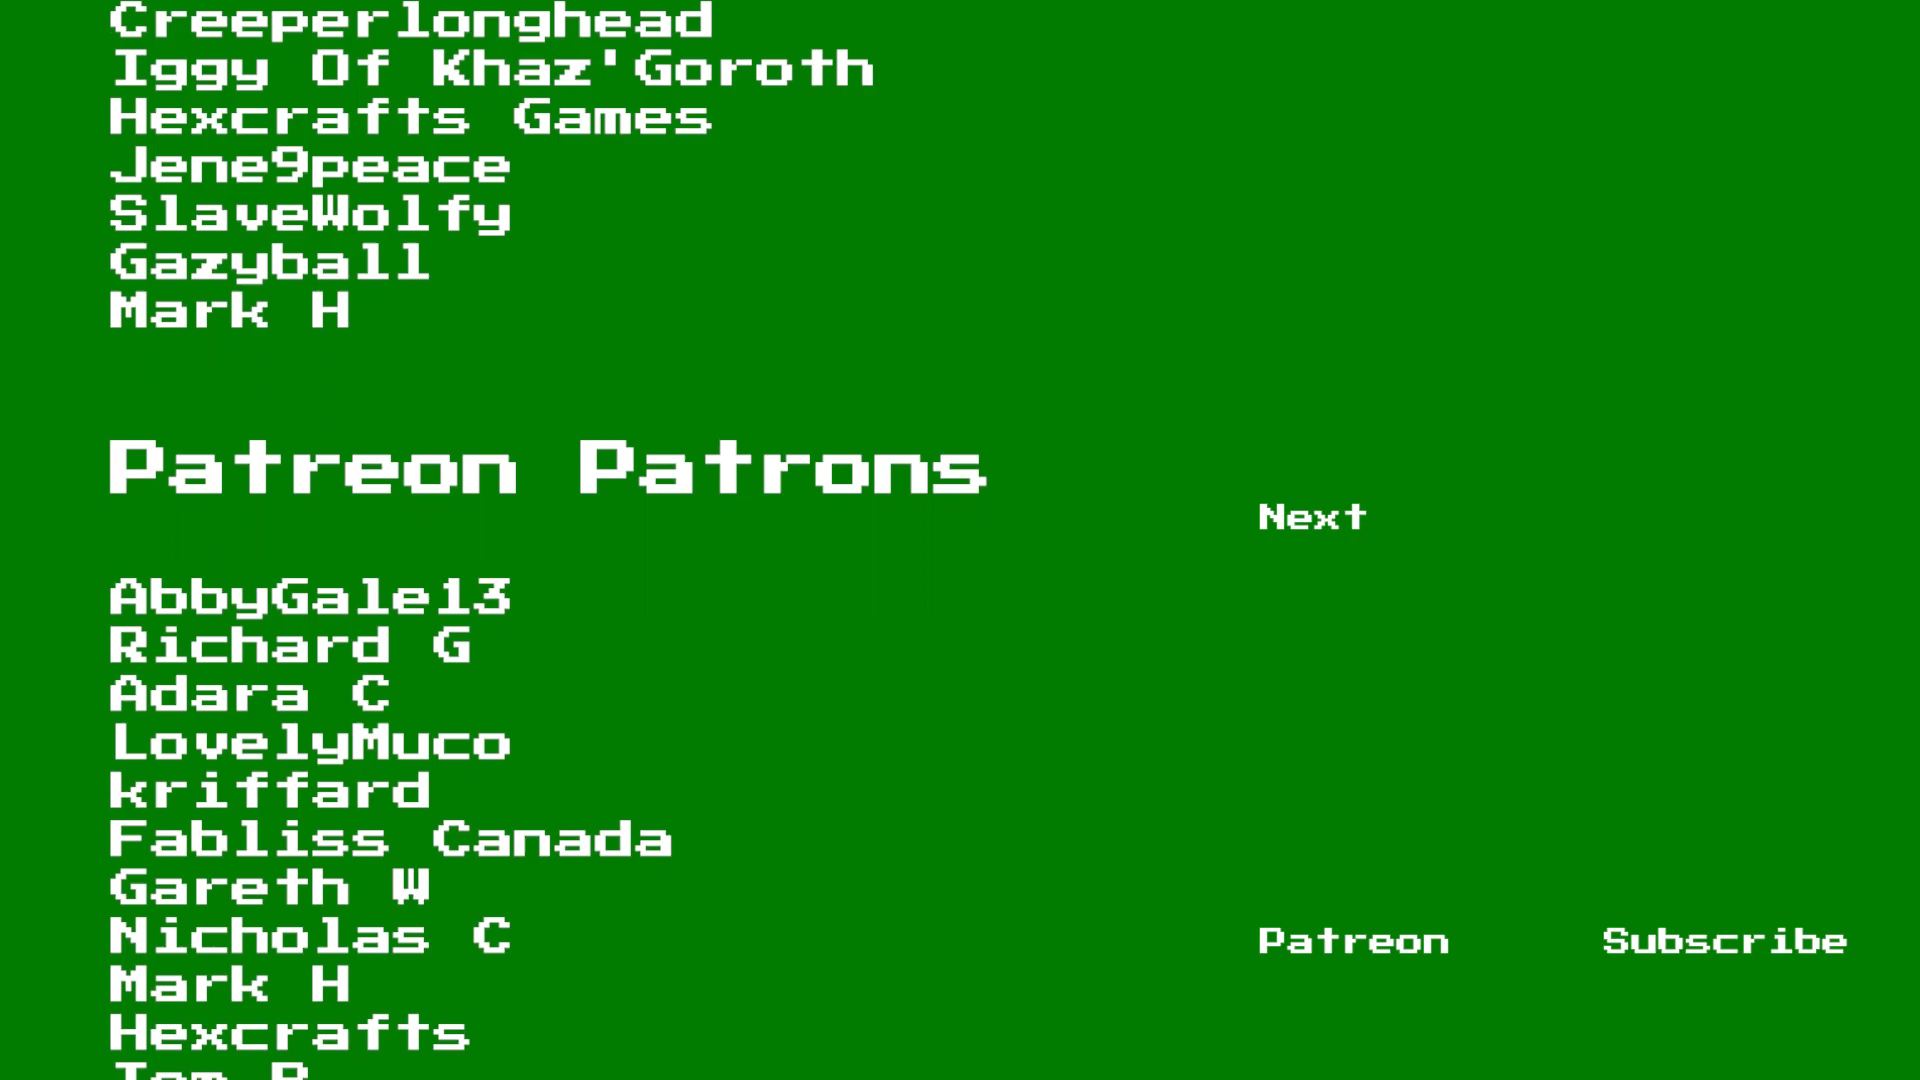 Creeperlonghead
Iggy Of Khaz'Goroth
Hexcrafts Games
Jene9peace
SlaveWolfy
Gazyball
Mark H
Patreon Patrons
Next
AbbyGale13
Richard G
Adara C
LovelyMuco
kriffard
Fabliss Canada
Gareth W
Nicholas C
Patreon Subscribe
Mark H
Hexcrafts